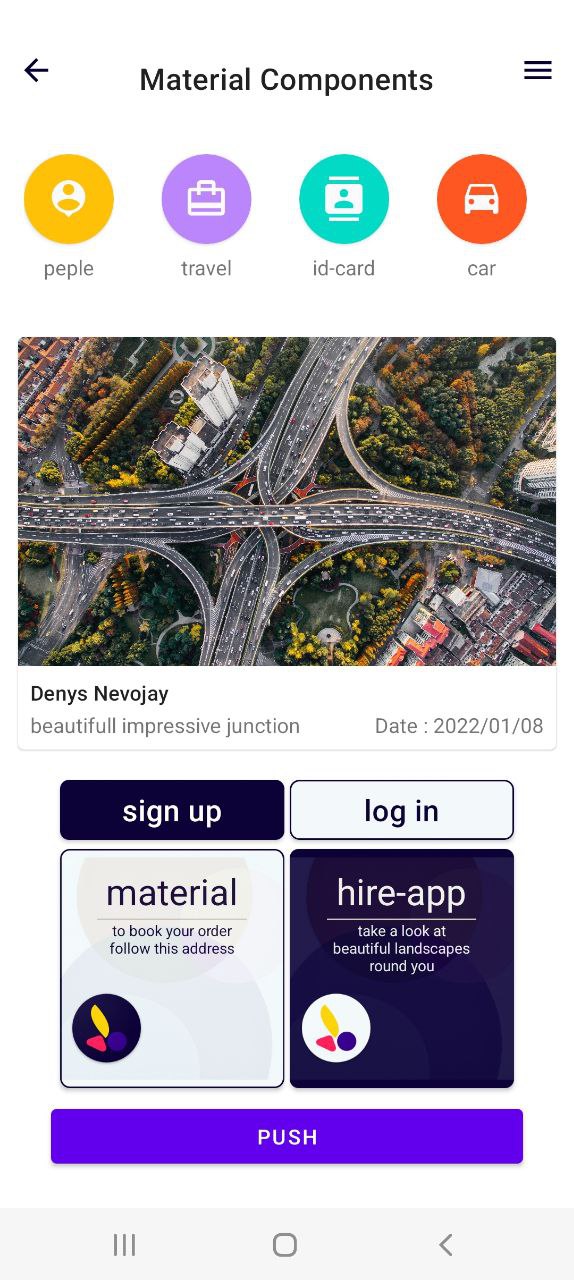 Material Components
peple
travel
id-card
car
Denys Nevojay
beautifull impressive junction
Date : 2022/01/08
sign up
log in
material
to book your order
follow this address
hire-app
take a look at
beautiful landscapes
round you
PUSH